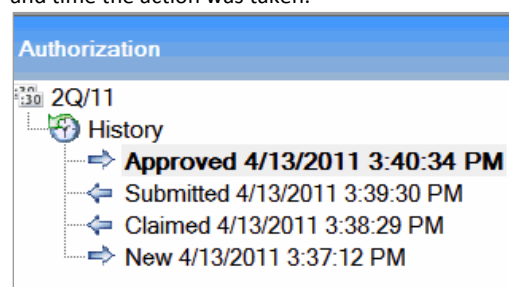 and time the action was taken.
Authorization
:30 2Q/11
History
Approved 4/13/2011 3:40:34 PM
Submitted 4/13/2011 3:39:30 PM
Claimed 4/13/2011 3:38:29 PM
New 4/13/2011 3:37:12 PM